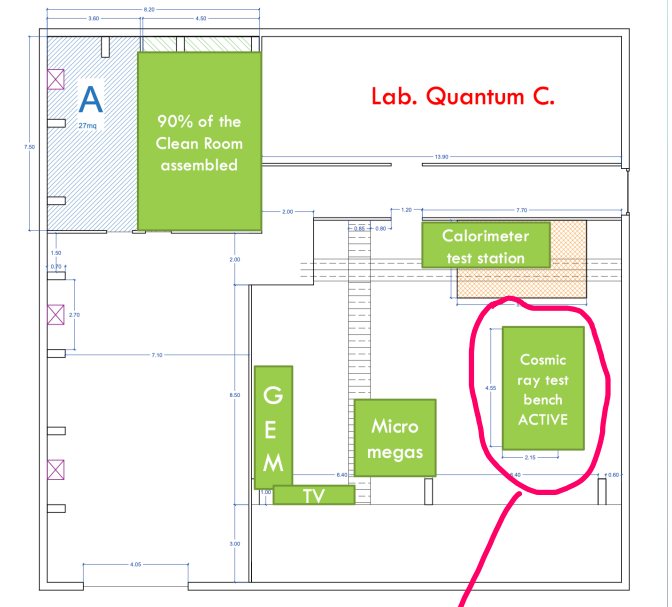 8.20
3.60
4.50
A
27mq
90% of the
Clean Room
assembled
Lab. Quantum C.
7.50
13.90
2.00
1.20
7.70
0.85
0.80
Calorimeter
test station
1.50
0.70
2.00
2.70
7.10
8.50
4.55
Cosmic
ray test
bench
ACTIVE
2.15
G
E
M
Micro
megas
6.40
6.40
0.60
1.00
TV
3.00
4.05